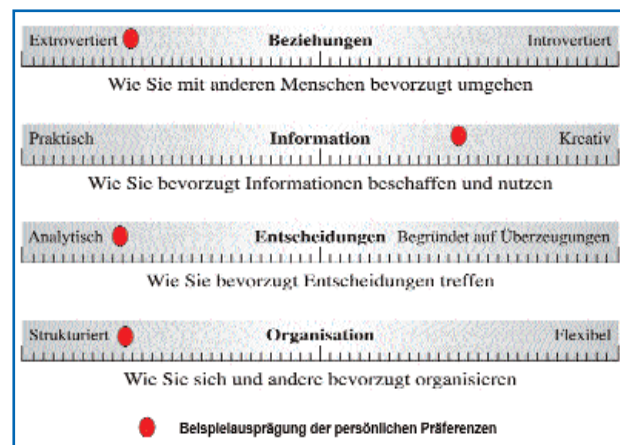 Extrovertiert Beziehungen Introvertiert
Wie Sie mit anderen Menschen bevorzugt umgehen
Praktisch Information Kreativ
Wie Sie bevorzugt Informationen beschaffen und nutzen
Analytisch Entscheidungen Begründet auf Überzeugungen
Wie Sie bevorzugt Entscheidungen treffen
Strukturiert Organisation Flexibel
Wie Sie sich und andere bevorzugt organisieren
Beispielausprägung der persönlichen Präferenzen